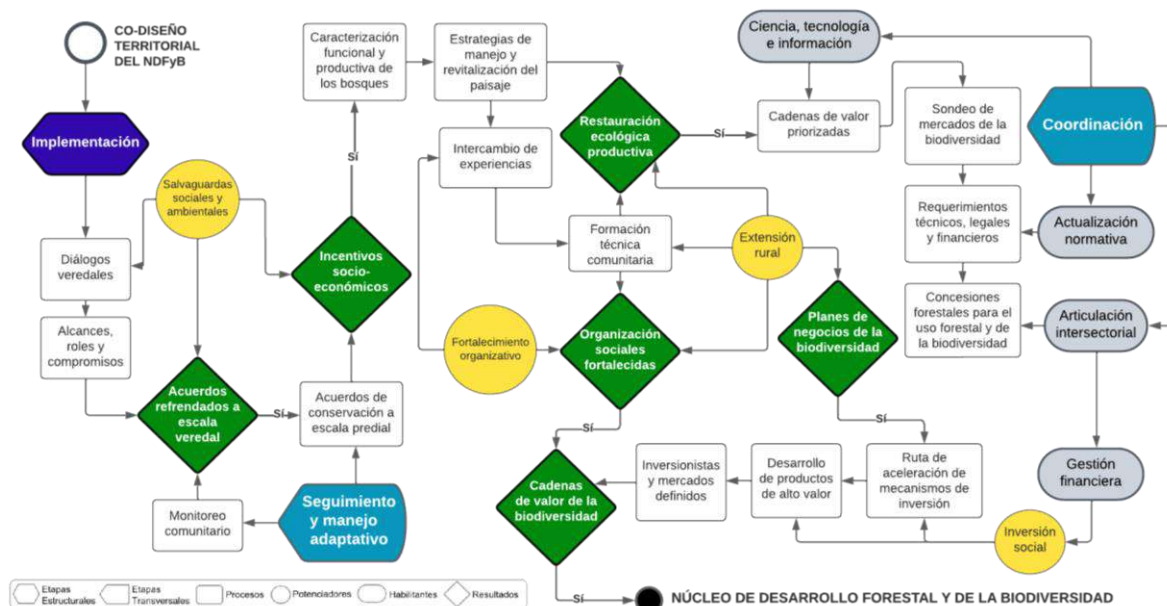 CO-DISEÑO
TERRITORIAL
DEL NDFyB
Implementación
Diálogos
veredales
Alcances,
roles y
compromisos
Salvaguardas
sociales y
ambientales
Acuerdos
refrendados a
escala
veredal
Sí
Monitoreo
comunitario
Seguimiento
y manejo
adaptativo
Acuerdos de
conservación a
escala predial
Incentivos
socio-
económicos
Sí
Caracterización
funcional y
productiva de
los bosques
Estrategias de
manejo y
revitalización del
paisaje
Intercambio de
experiencias
Fortalecimiento
organizativo
Restauración
ecológica
productiva
Sí
Formación
técnica
comunitaria
Organización
sociales
fortalecidas
Sí
Extensión
rural
Planes de
negocios de la
biodiversidad
Sí
Ciencia, tecnología
e información
Cadenas de valor
priorizadas
Sondeo de
mercados de la
biodiversidad
Requerimientos
técnicos, legales
y financieros
Concesiones
forestales para el
uso forestal y de
la biodiversidad
Coordinación
Actualización
normativa
Articulación
intersectorial
Gestión
financiera
Inversión
social
Ruta de
aceleración de
mecanismos de
inversión
Desarrollo
de productos
de alto valor
Inversionistas
y mercados
definidos
Cadenas
de valor de la
biodiversidad
Sí
NÚCLEO DE DESARROLLO FORESTAL Y DE LA BIODIVERSIDAD
Etapas
Estructurales
Etapas
Transversales
Procesos
Potenciadores
Habilitantes
Resultados